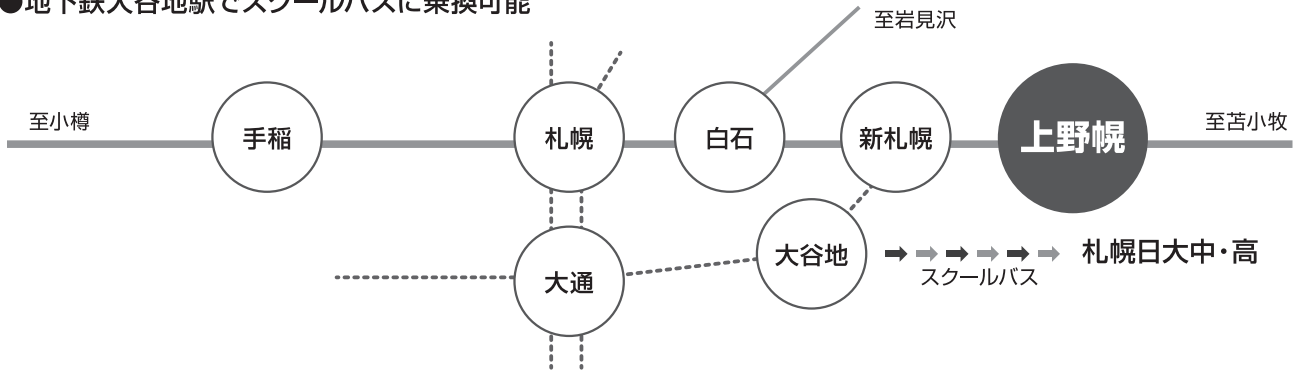 ●地下鉄大谷地駅でスクールバスに乗換可能
至岩見沢
至小樽
手稲
札幌
白石
新札幌
上野幌
至苫小牧
大通
大谷地
札幌日大中・高
スクールバス